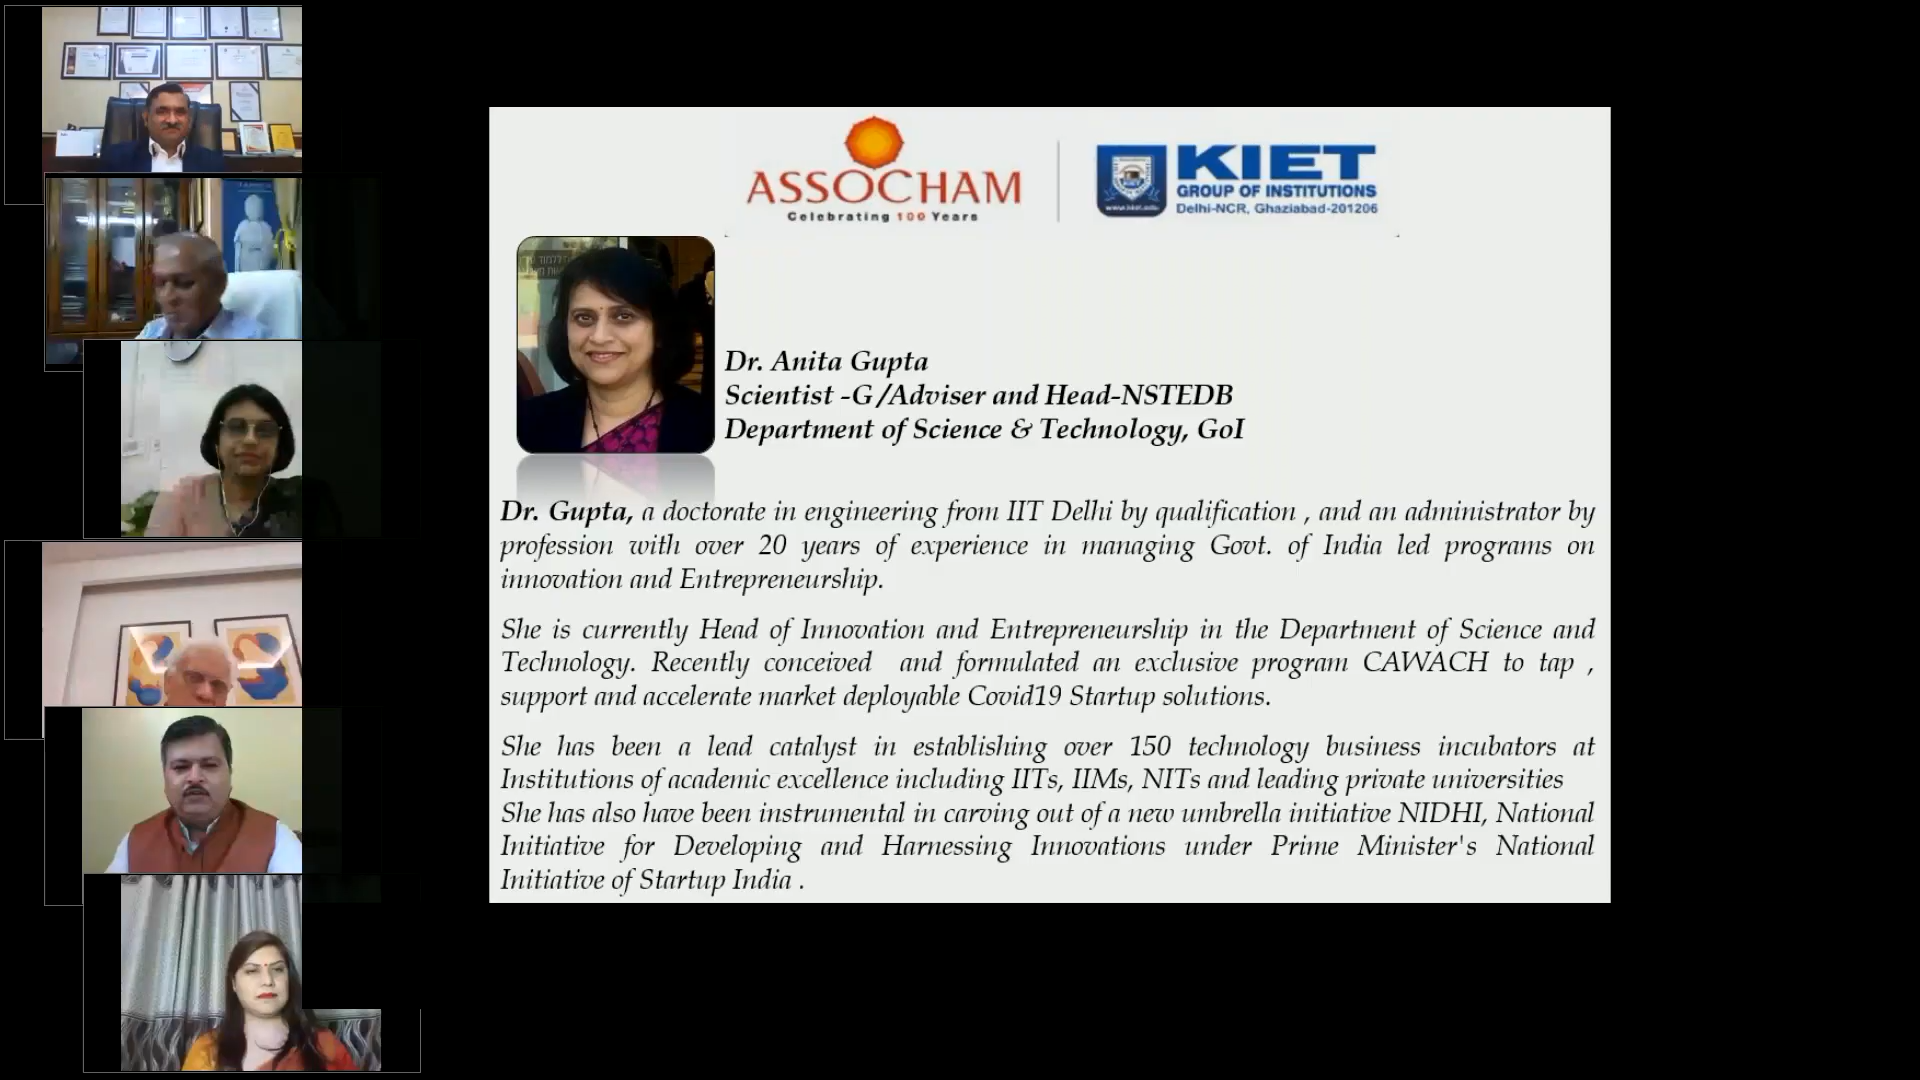 ASSOCHAM
Celebrating 100 Years
KIET
GROUP OF INSTITUTIONS
Delhi-NCR, Ghaziabad-201206
KIET
www.kiet.edu
Dr. Anita Gupta
Scientist -G/Adviser and Head-NSTEDB
Department of Science & Technology, GoI
Dr. Gupta, a doctorate in engineering from IIT Delhi by qualification , and an administrator by
profession with over 20 years of experience in managing Govt. of India led programs on
innovation and Entrepreneurship.
She is currently Head of Innovation and Entrepreneurship in the Department of Science and
Technology. Recently conceived and formulated an exclusive program CAWACH to tap ,
support and accelerate market deployable Covid19 Startup solutions.
She has been a lead catalyst in establishing over 150 technology business incubators at
Institutions of academic excellence including IITs, IIMs, NITs and leading private universities
She has also have been instrumental in carving out of a new umbrella initiative NIDHI, National
Initiative for Developing and Harnessing Innovations under Prime Minister's National
Initiative of Startup India .